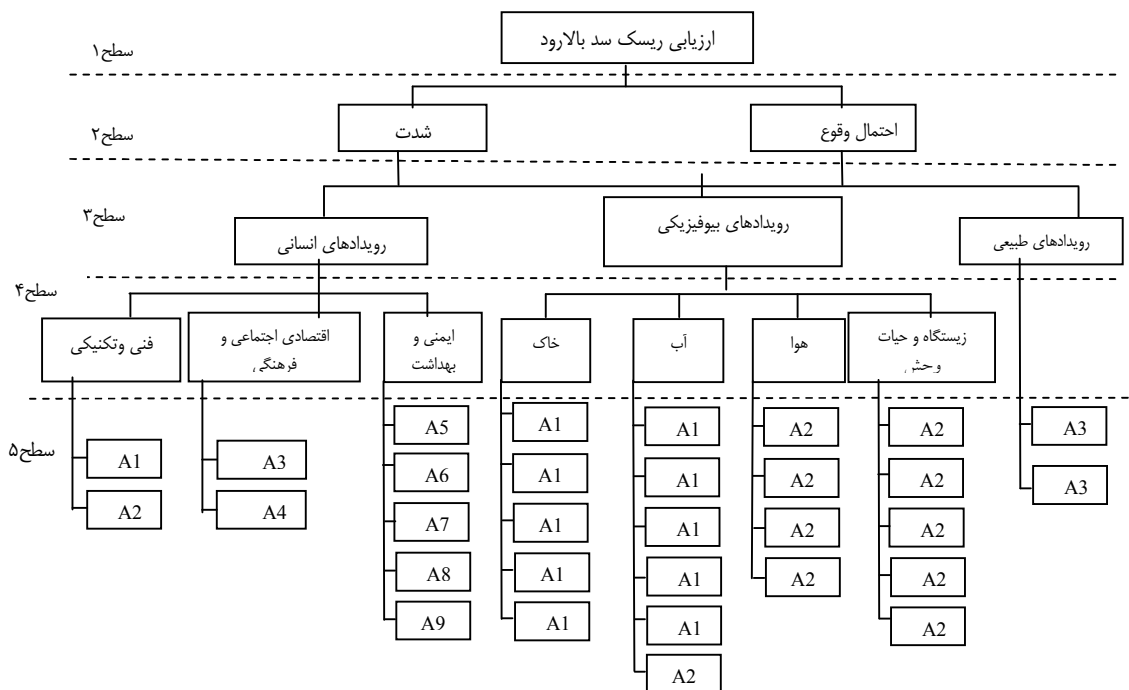 ارزیابی ریسک سد بالارود
سطح۱
احتمال وقوع
شدت
سطح۲
رویدادهای طبیعی
رویدادهای بیوفیزیکی
رویدادهای انسانی
سطح۳
سطح۴
زیستگاه و حیات
وحش
هوا
آب
خاک
ایمنی و
بهداشت
اقتصادی اجتماعی و
فرهنگی
فنی وتکنیکی
سطح۵
A3
A3
A2
A2
A2
A2
A2
A2
A2
A2
A2
A1
A1
A1
A1
A1
A2
A1
A1
A1
A1
A1
A5
A6
A7
A8
A9
A3
A4
A1
A2